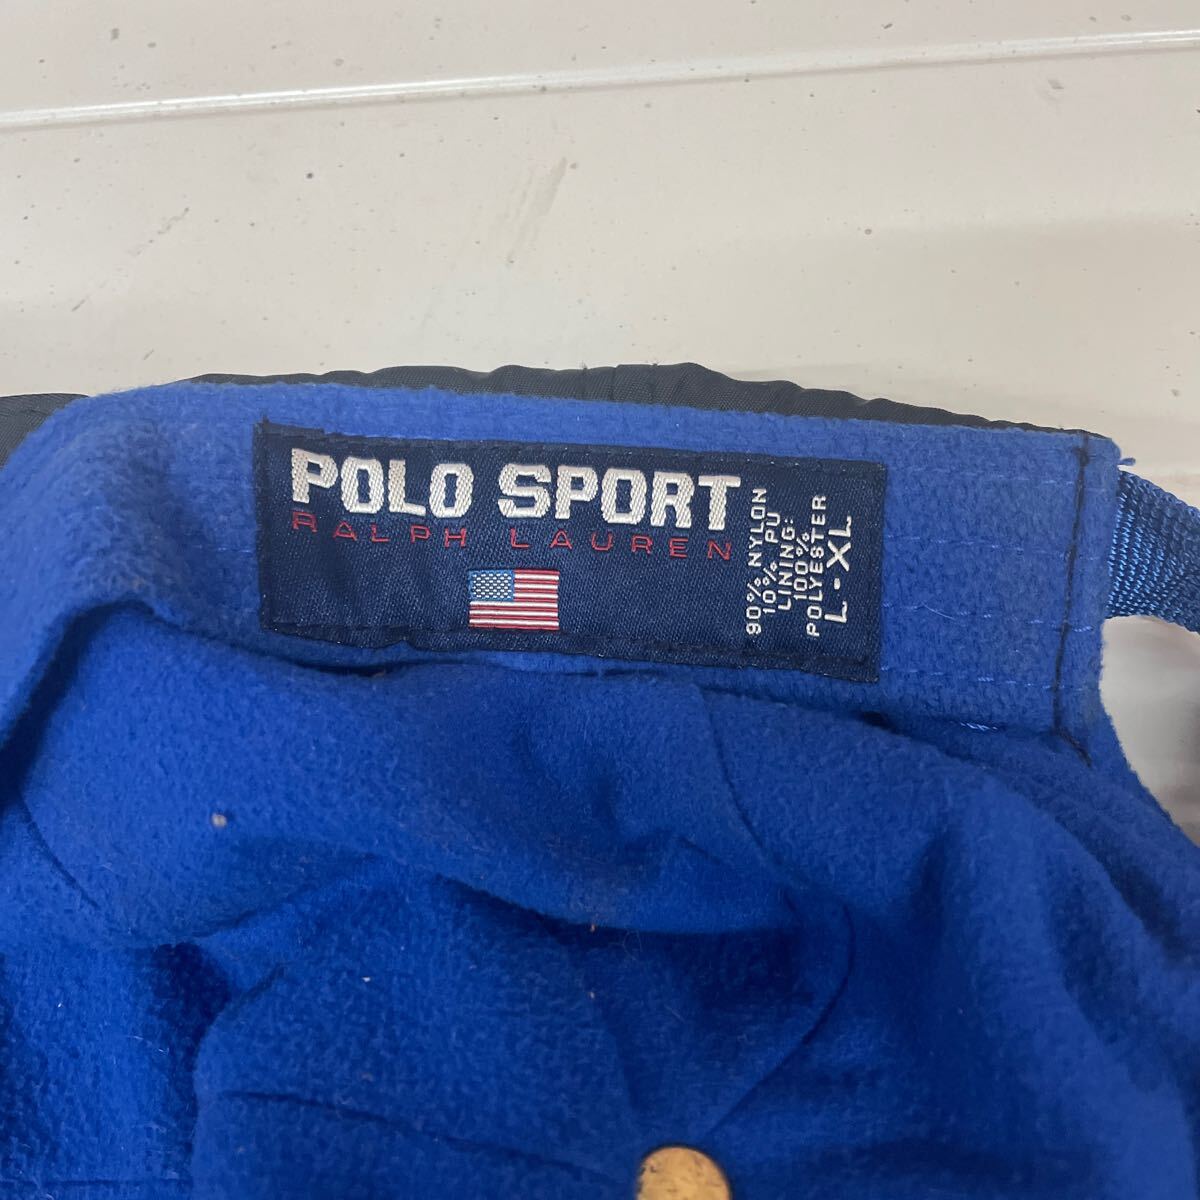 POLO SPORT
RALPH LAUREN
90% NYLON
10% PU
LINING:
100%
POLYESTER
L-XL